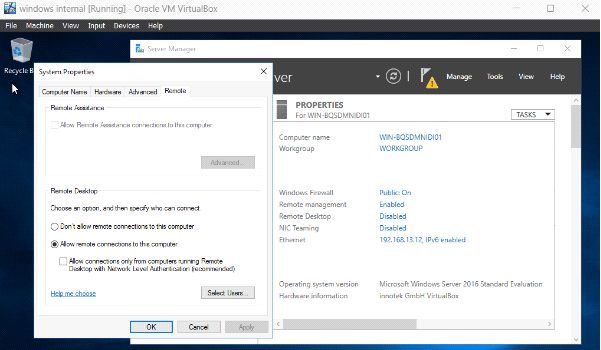 windows internal [Running] - Oracle VM VirtualBox
File Machine View Input Devices Help
Recycle B
Server Manager
ver
Manage Tools View Help
System Properties
Computer Name Hardware Advanced Remote
Remote Assistance
Allow Remote Assistance connections to this computer
Advanced...
Remote Desktop
Choose an option, and then specify who can connect.
Don't allow remote connections to this computer
Allow remote connections to this computer
Allow connections only from computers running Remote
Desktop with Network Level Authentication (recommended)
Help me choose
Select Users...
OK Cancel Apply
PROPERTIES
For WIN-BQSDMNIDI01
TASKS
Computer name WIN-BQSDMNIDI01
Workgroup WORKGROUP
Windows Firewall Public: On
Remote management Enabled
Remote Desktop Disabled
NIC Teaming Disabled
Ethernet 192.168.13.12, IPv6 enabled
Operating system version Microsoft Windows Server 2016 Standard Evaluation
Hardware information innotek GmbH VirtualBox